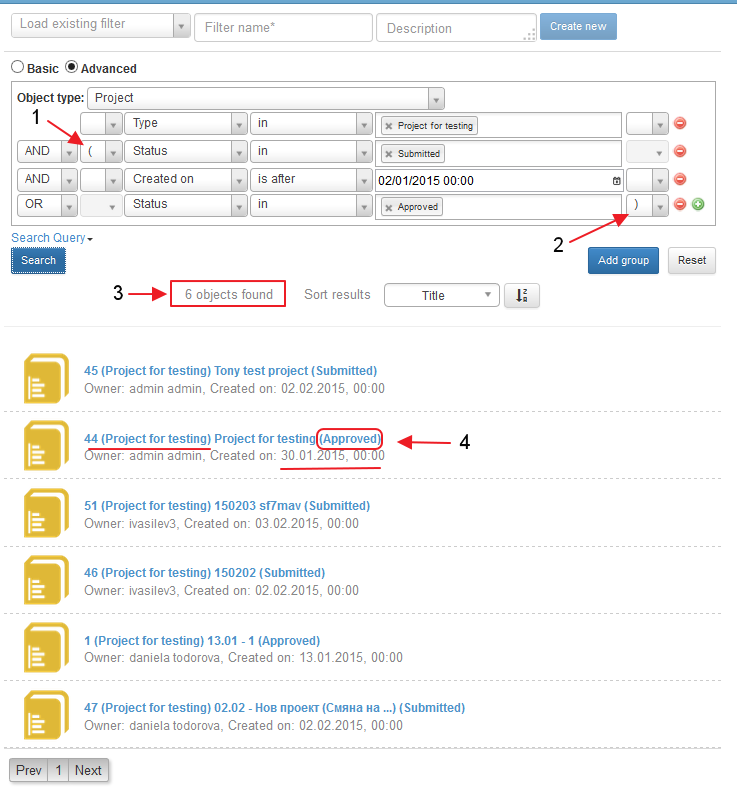 Load existing filter Filter name* Description Create new
Basic Advanced
Object type: Project
1
Type in Project for testing
AND ( Status in Submitted
AND Created on is after 02/01/2015 00:00
OR Status in Approved )
Search Query
2
Search Add group Reset
3 6 objects found Sort results Title
45 (Project for testing) Tony test project (Submitted)
Owner: admin admin, Created on: 02.02.2015, 00:00
44 (Project for testing) Project for testing (Approved) 4
Owner: admin admin, Created on: 30.01.2015, 00:00
51 (Project for testing) 150203 sf7mav (Submitted)
Owner: ivasilev3, Created on: 03.02.2015, 00:00
46 (Project for testing) 150202 (Submitted)
Owner: ivasilev3, Created on: 02.02.2015, 00:00
1 (Project for testing) 13.01 - 1 (Approved)
Owner: daniela todorova, Created on: 13.01.2015, 00:00
47 (Project for testing) 02.02 - Нов проект (Смяна на ...) (Submitted)
Owner: daniela todorova, Created on: 02.02.2015, 00:00
Prev 1 Next